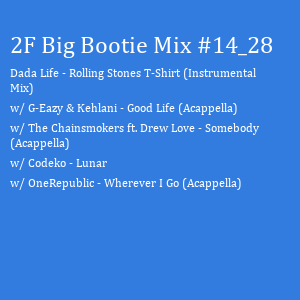 2F Big Bootie Mix #14_28
Dada Life - Rolling Stones T-Shirt (Instrumental
Mix)
w/ G-Eazy & Kehlani - Good Life (Acappella)
w/ The Chainsmokers ft. Drew Love - Somebody
(Acappella)
w/ Codeko - Lunar
w/ OneRepublic - Wherever I Go (Acappella)